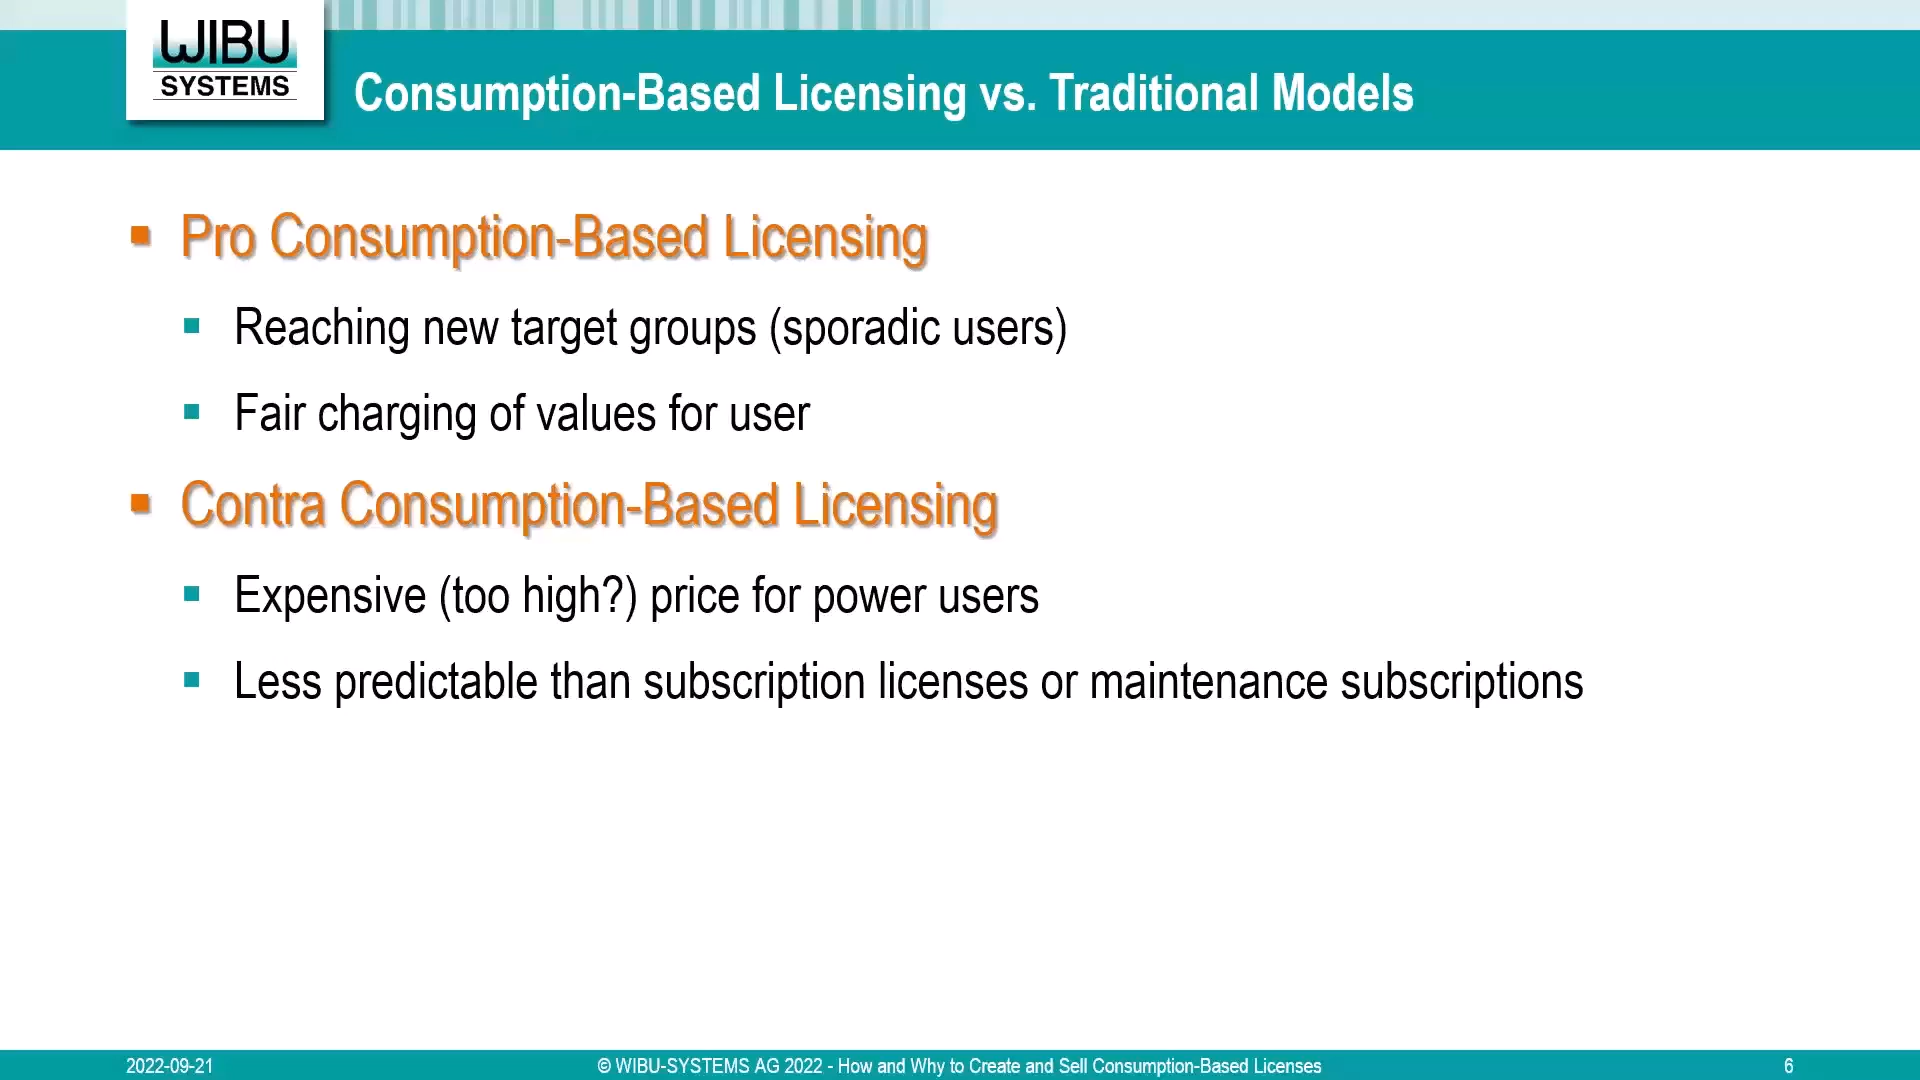 WIBU
SYSTEMS
Consumption-Based Licensing vs. Traditional Models
Pro Consumption-Based Licensing
Reaching new target groups (sporadic users)
Fair charging of values for user
Contra Consumption-Based Licensing
Expensive (too high?) price for power users
Less predictable than subscription licenses or maintenance subscriptions
2022-09-21
© WIBU-SYSTEMS AG 2022 - How and Why to Create and Sell Consumption-Based Licenses
6